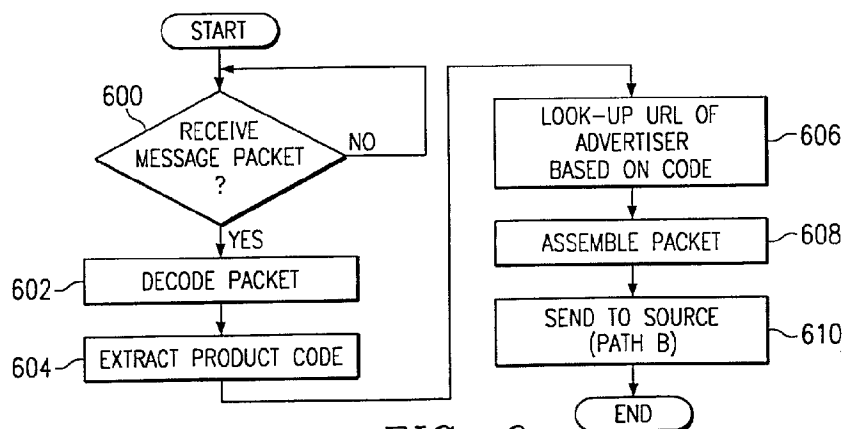 START
600
RECEIVE
MESSAGE PACKET
?
NO
YES
602
DECODE PACKET
604
EXTRACT PRODUCT CODE
LOOK-UP URL OF
ADVERTISER
BASED ON CODE
606
ASSEMBLE PACKET
608
SEND TO SOURCE
(PATH B)
610
END